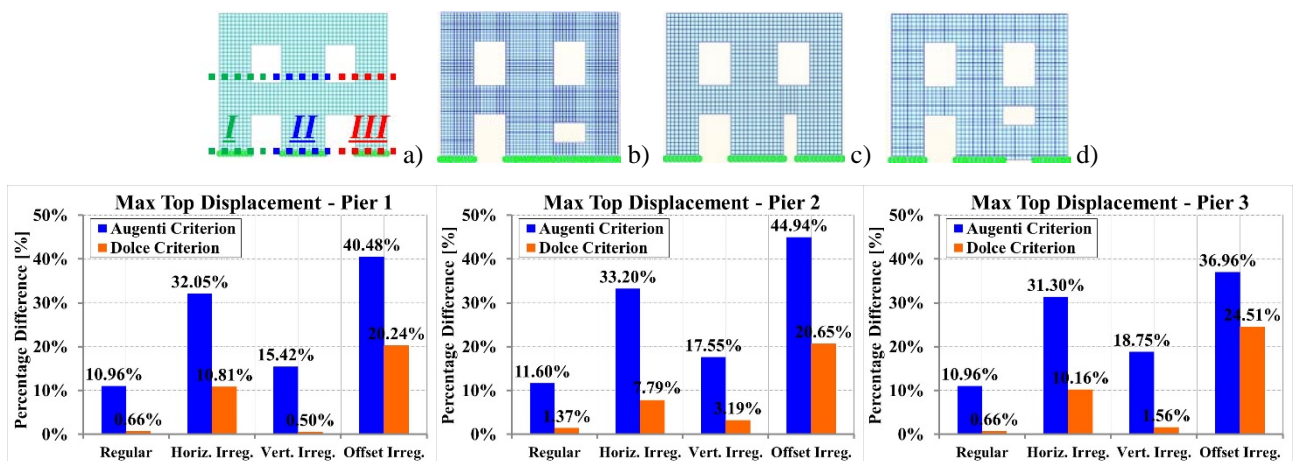 I II III
a) b) c) d)
Max Top Displacement - Pier 1
Percentage Difference [%]
50%
40%
30%
20%
10%
0%
Augenti Criterion
Dolce Criterion
10.96%
0.66%
32.05%
10.81%
15.42%
0.50%
40.48%
20.24%
Regular Horiz. Irreg. Vert. Irreg. Offset Irreg.
Max Top Displacement - Pier 2
Percentage Difference [%]
50%
40%
30%
20%
10%
0%
Augenti Criterion
Dolce Criterion
11.60%
1.37%
33.20%
7.79%
17.55%
3.19%
44.94%
20.65%
Regular Horiz. Irreg. Vert. Irreg. Offset Irreg.
Max Top Displacement - Pier 3
Percentage Difference [%]
50%
40%
30%
20%
10%
0%
Augenti Criterion
Dolce Criterion
10.96%
0.66%
31.30%
10.16%
18.75%
1.56%
36.96%
24.51%
Regular Horiz. Irreg. Vert. Irreg. Offset Irreg.